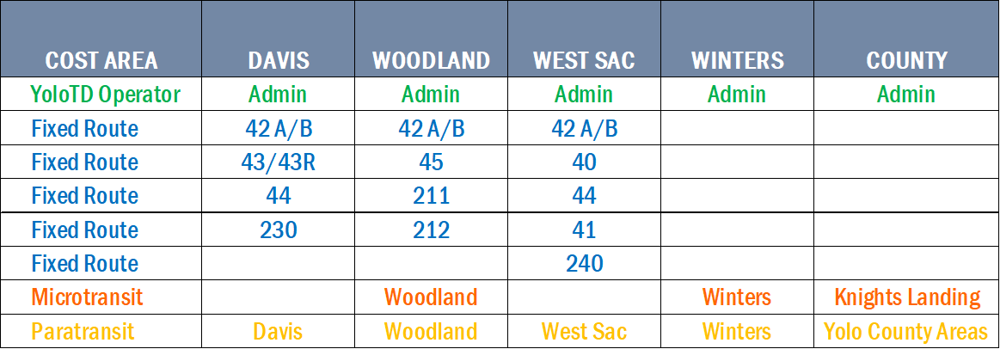 COST AREA DAVIS WOODLAND WEST SAC WINTERS COUNTY
YoloTD Operator Admin Admin Admin Admin Admin
Fixed Route 42 A/B 42 A/B 42 A/B
Fixed Route 43/43R 45 40
Fixed Route 44 211 44
Fixed Route 230 212 41
Fixed Route 240
Microtransit Woodland Winters Knights Landing
Paratransit Davis Woodland West Sac Winters Yolo County Areas